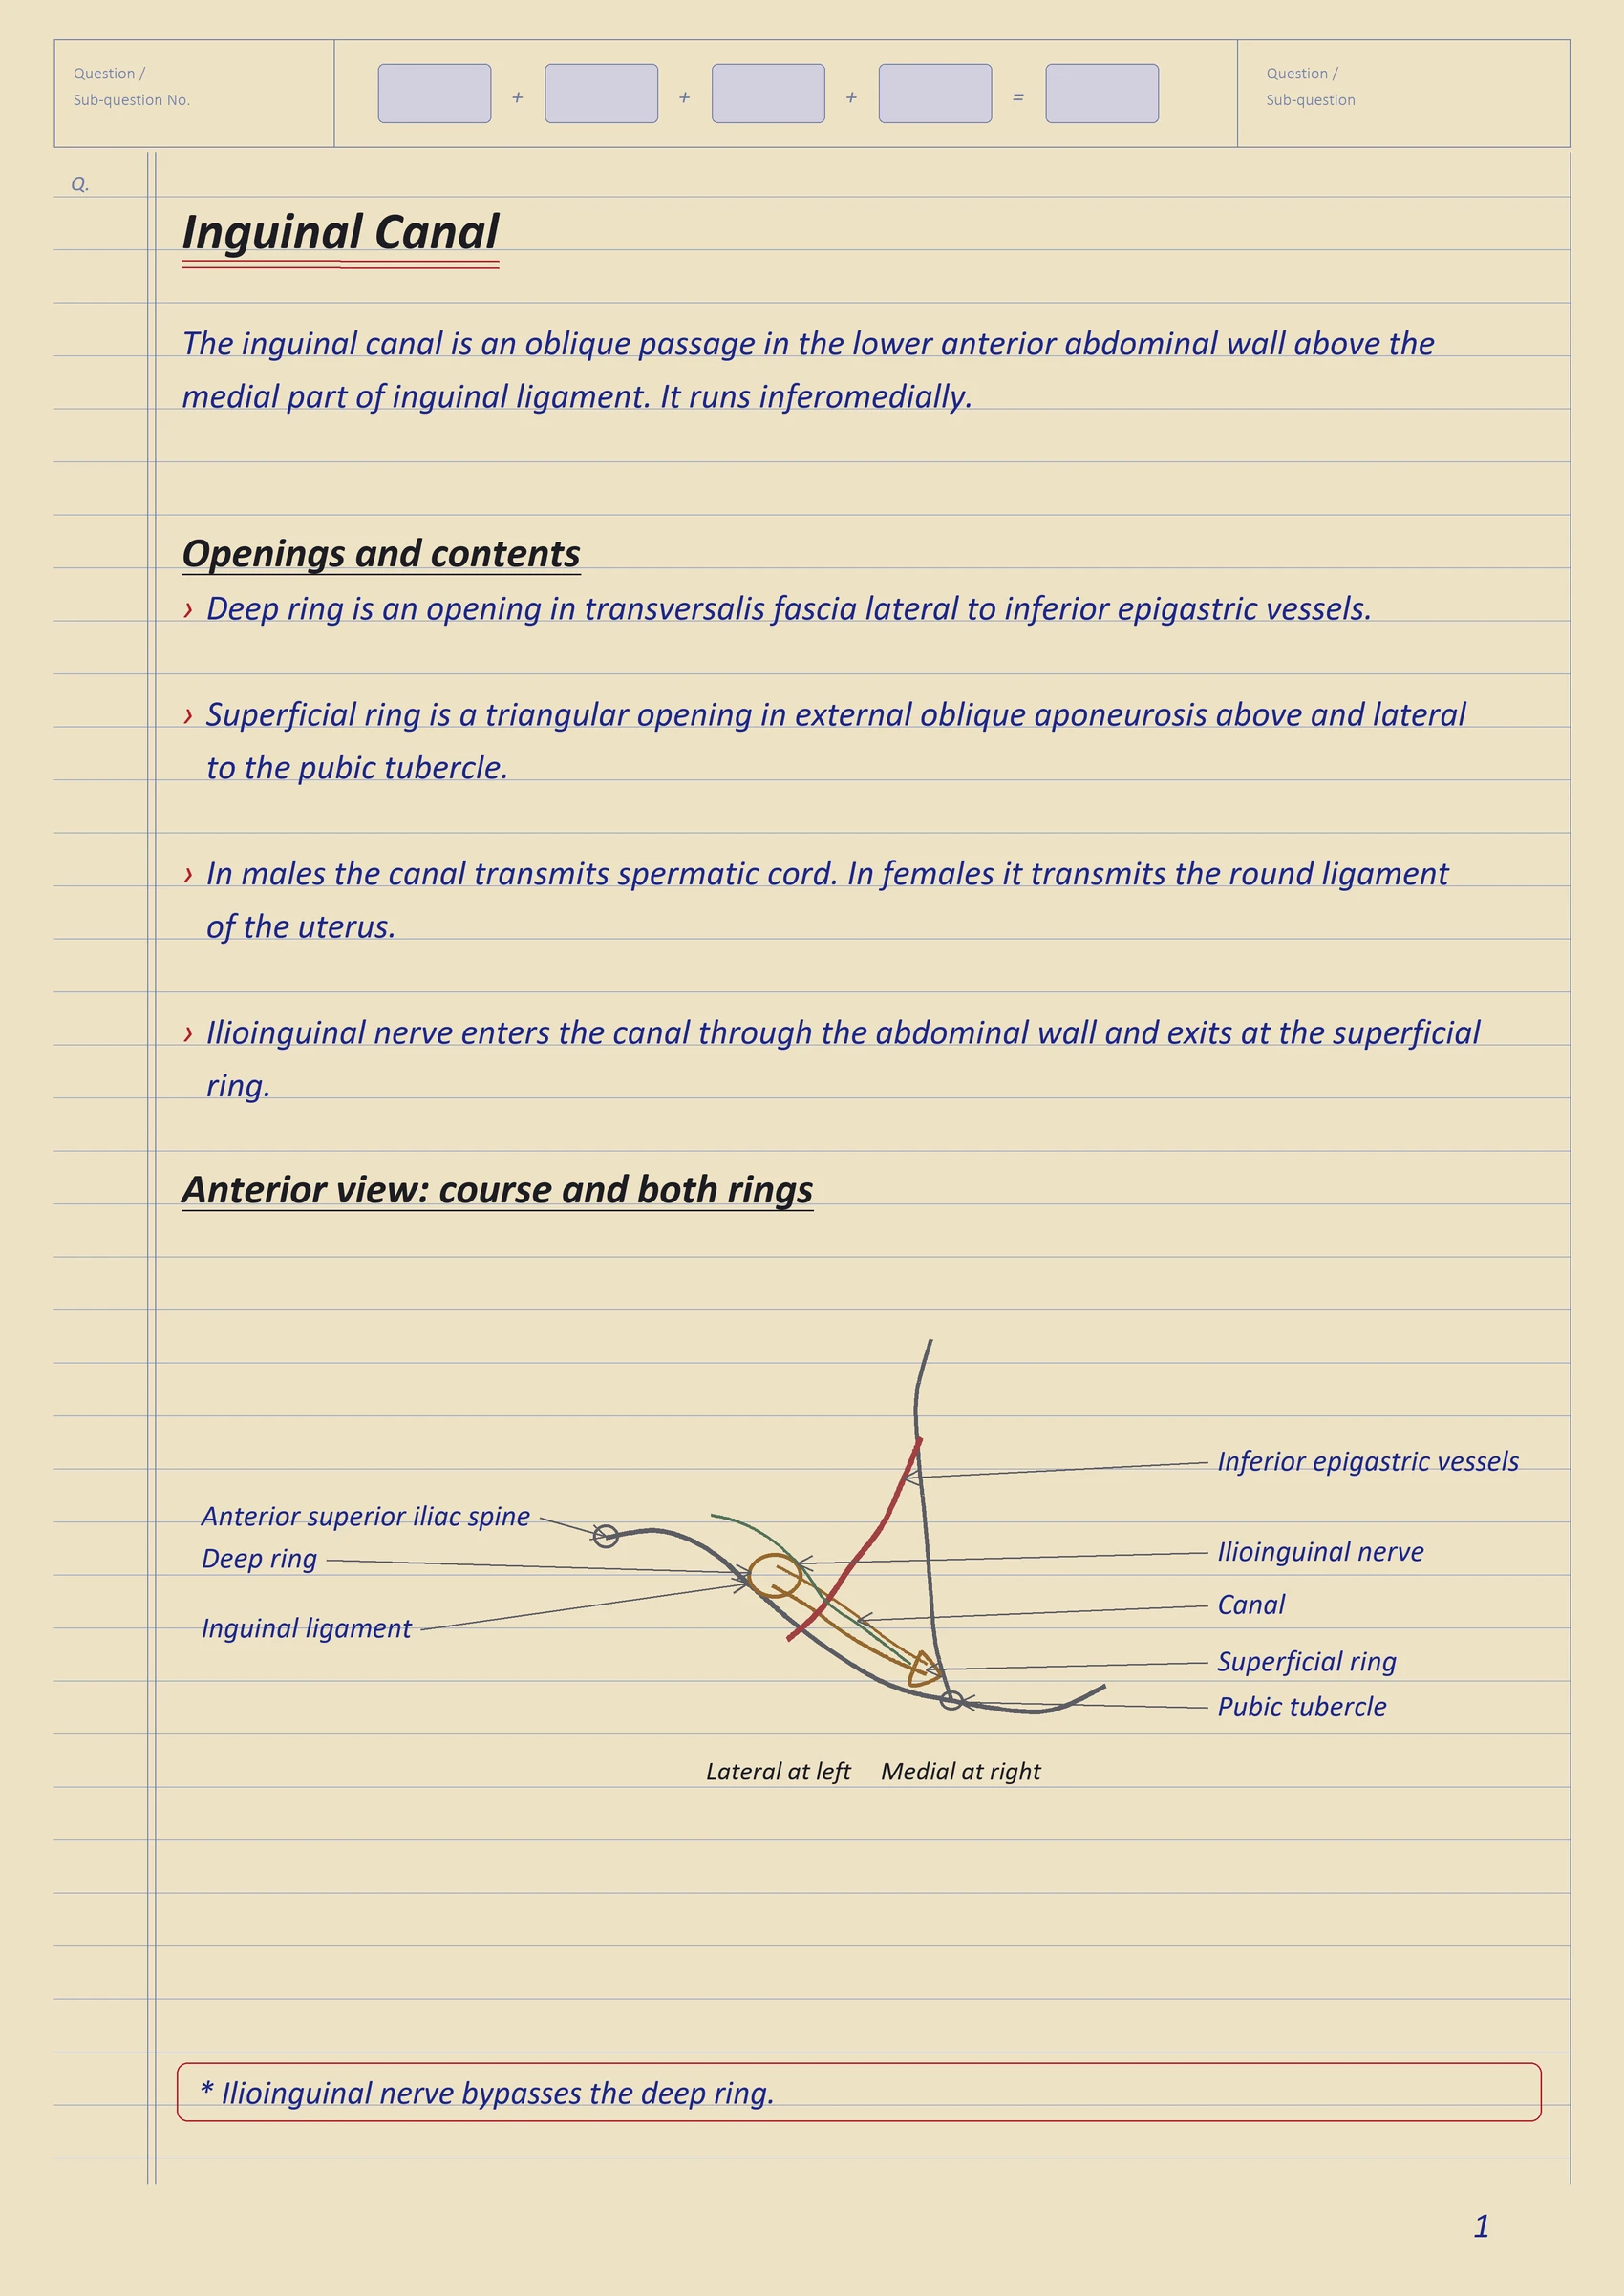 Question /
Sub-question No.
+ + + =
Question /
Sub-question
Q.
Inguinal Canal
The inguinal canal is an oblique passage in the lower anterior abdominal wall above the
medial part of inguinal ligament. It runs inferomedially.
Openings and contents
› Deep ring is an opening in transversalis fascia lateral to inferior epigastric vessels.
› Superficial ring is a triangular opening in external oblique aponeurosis above and lateral
to the pubic tubercle.
› In males the canal transmits spermatic cord. In females it transmits the round ligament
of the uterus.
› Ilioinguinal nerve enters the canal through the abdominal wall and exits at the superficial
ring.
Anterior view: course and both rings
Anterior superior iliac spine
Deep ring
Inguinal ligament
Inferior epigastric vessels
Ilioinguinal nerve
Canal
Superficial ring
Pubic tubercle
Lateral at left Medial at right
* Ilioinguinal nerve bypasses the deep ring.
1